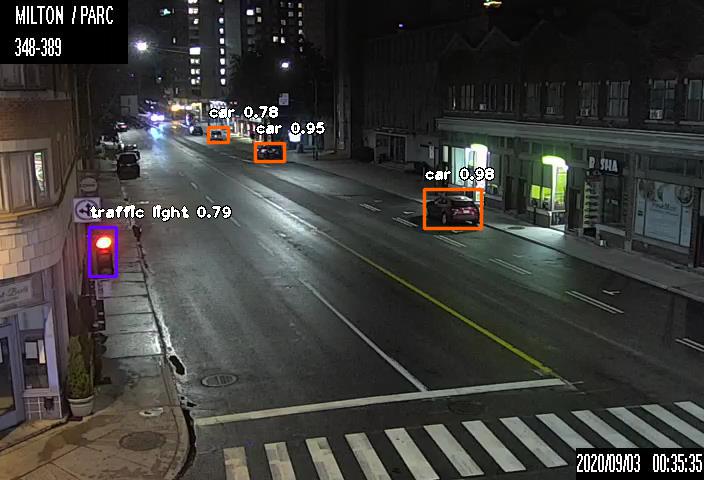 MILTON / PARC
348-389
car 0.78
car 0.95
car 0.98
traffic light 0.79
2020/09/03 00:35:35